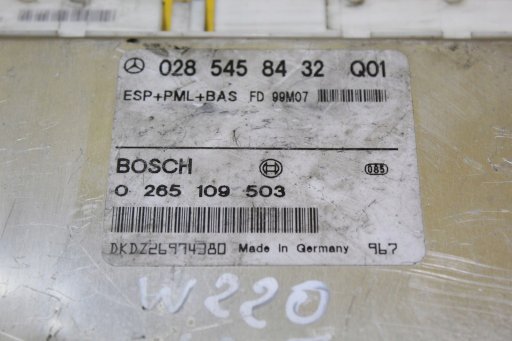 028 545 84 32 Q01
ESP+PML+BAS FD 99M07
BOSCH
0 265 109 503
085
DKDZ26974380 Made in Germany 967
W220